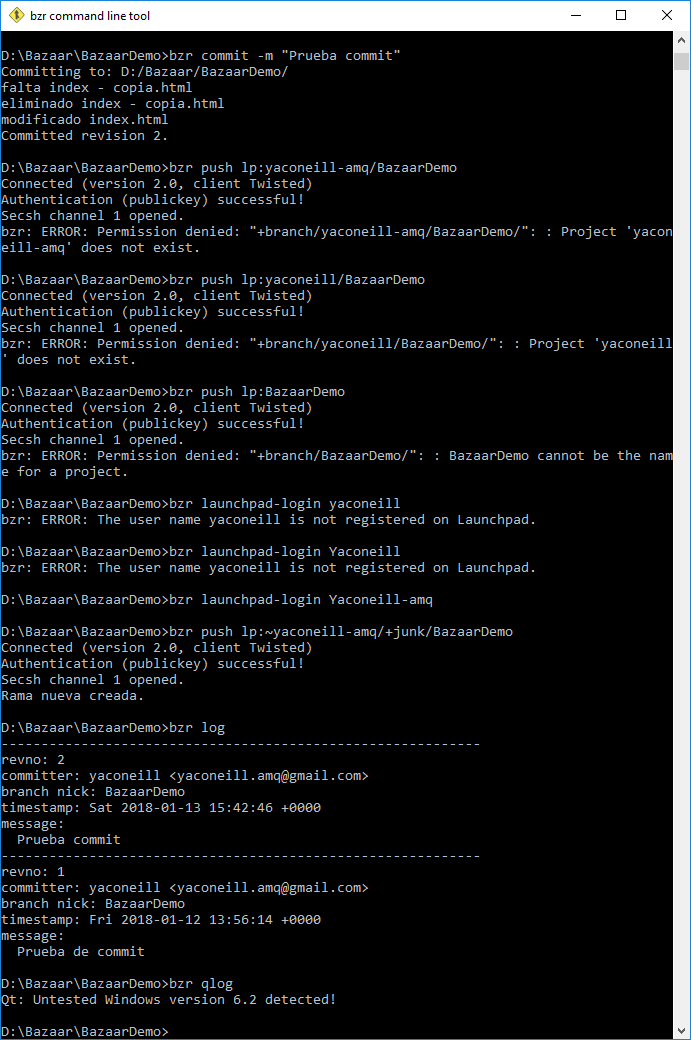 bzr command line tool
D:\Bazaar\BazaarDemo>bzr commit -m "Prueba commit"
Committing to: D:/Bazaar/BazaarDemo/
falta index - copia.html
eliminado index - copia.html
modificado index.html
Committed revision 2.
D:\Bazaar\BazaarDemo>bzr push lp:yaconeill-amq/BazaarDemo
Connected (version 2.0, client Twisted)
Authentication (publickey) successful!
Secsh channel 1 opened.
bzr: ERROR: Permission denied: "+branch/yaconeill-amq/BazaarDemo/": : Project 'yacon
eill-amq' does not exist.
D:\Bazaar\BazaarDemo>bzr push lp:yaconeill/BazaarDemo
Connected (version 2.0, client Twisted)
Authentication (publickey) successful!
Secsh channel 1 opened.
bzr: ERROR: Permission denied: "+branch/yaconeill/BazaarDemo/": : Project 'yaconeill
' does not exist.
D:\Bazaar\BazaarDemo>bzr push lp:BazaarDemo
Connected (version 2.0, client Twisted)
Authentication (publickey) successful!
Secsh channel 1 opened.
bzr: ERROR: Permission denied: "+branch/BazaarDemo/": : BazaarDemo cannot be the nam
e for a project.
D:\Bazaar\BazaarDemo>bzr launchpad-login yaconeill
bzr: ERROR: The user name yaconeill is not registered on Launchpad.
D:\Bazaar\BazaarDemo>bzr launchpad-login Yaconeill
bzr: ERROR: The user name yaconeill is not registered on Launchpad.
D:\Bazaar\BazaarDemo>bzr launchpad-login Yaconeill-amq
D:\Bazaar\BazaarDemo>bzr push lp:~yaconeill-amq/+junk/BazaarDemo
Connected (version 2.0, client Twisted)
Authentication (publickey) successful!
Secsh channel 1 opened.
Rama nueva creada.
D:\Bazaar\BazaarDemo>bzr log
------------------------------------------------------------
revno: 2
committer: yaconeill <yaconeill.amq@gmail.com>
branch nick: BazaarDemo
timestamp: Sat 2018-01-13 15:42:46 +0000
message:
  Prueba commit
------------------------------------------------------------
revno: 1
committer: yaconeill <yaconeill.amq@gmail.com>
branch nick: BazaarDemo
timestamp: Fri 2018-01-12 13:56:14 +0000
message:
  Prueba de commit
D:\Bazaar\BazaarDemo>bzr qlog
Qt: Untested Windows version 6.2 detected!
D:\Bazaar\BazaarDemo>